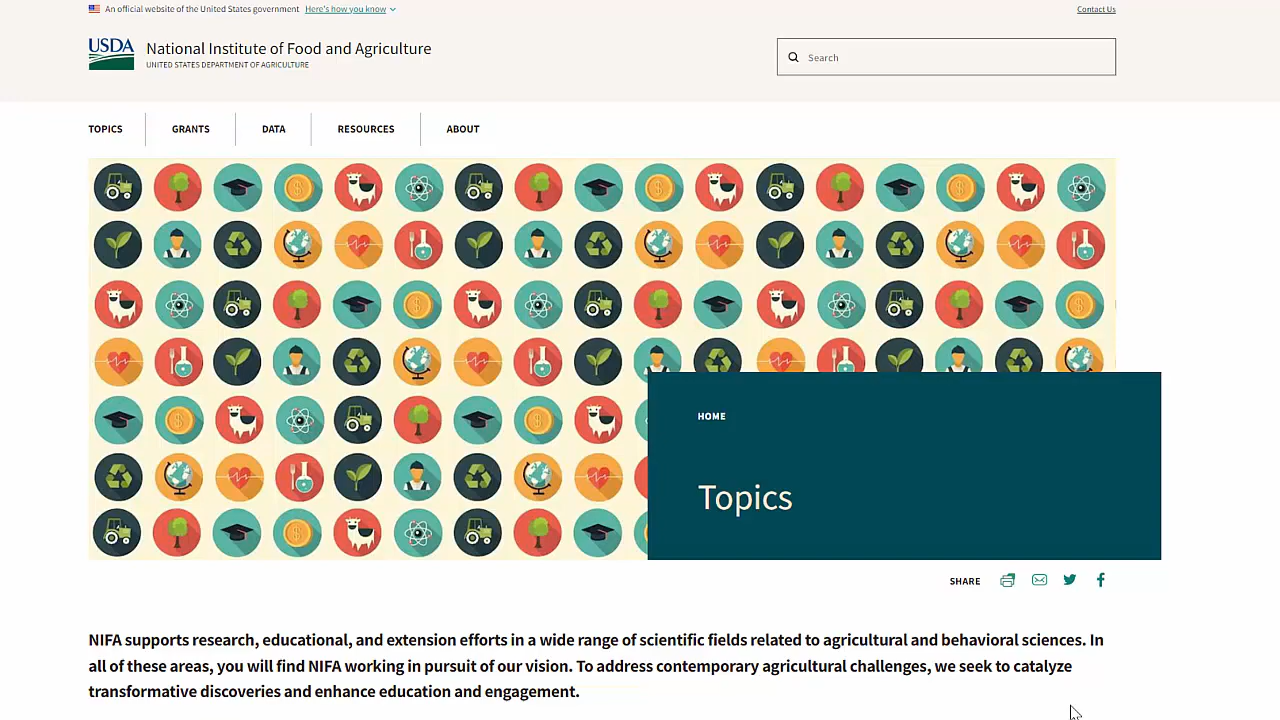 An official website of the United States government Here's how you know
Contact Us
USDA
National Institute of Food and Agriculture
UNITED STATES DEPARTMENT OF AGRICULTURE
Search
TOPICS GRANTS DATA RESOURCES ABOUT
HOME
Topics
SHARE
NIFA supports research, educational, and extension efforts in a wide range of scientific fields related to agricultural and behavioral sciences. In
all of these areas, you will find NIFA working in pursuit of our vision. To address contemporary agricultural challenges, we seek to catalyze
transformative discoveries and enhance education and engagement.